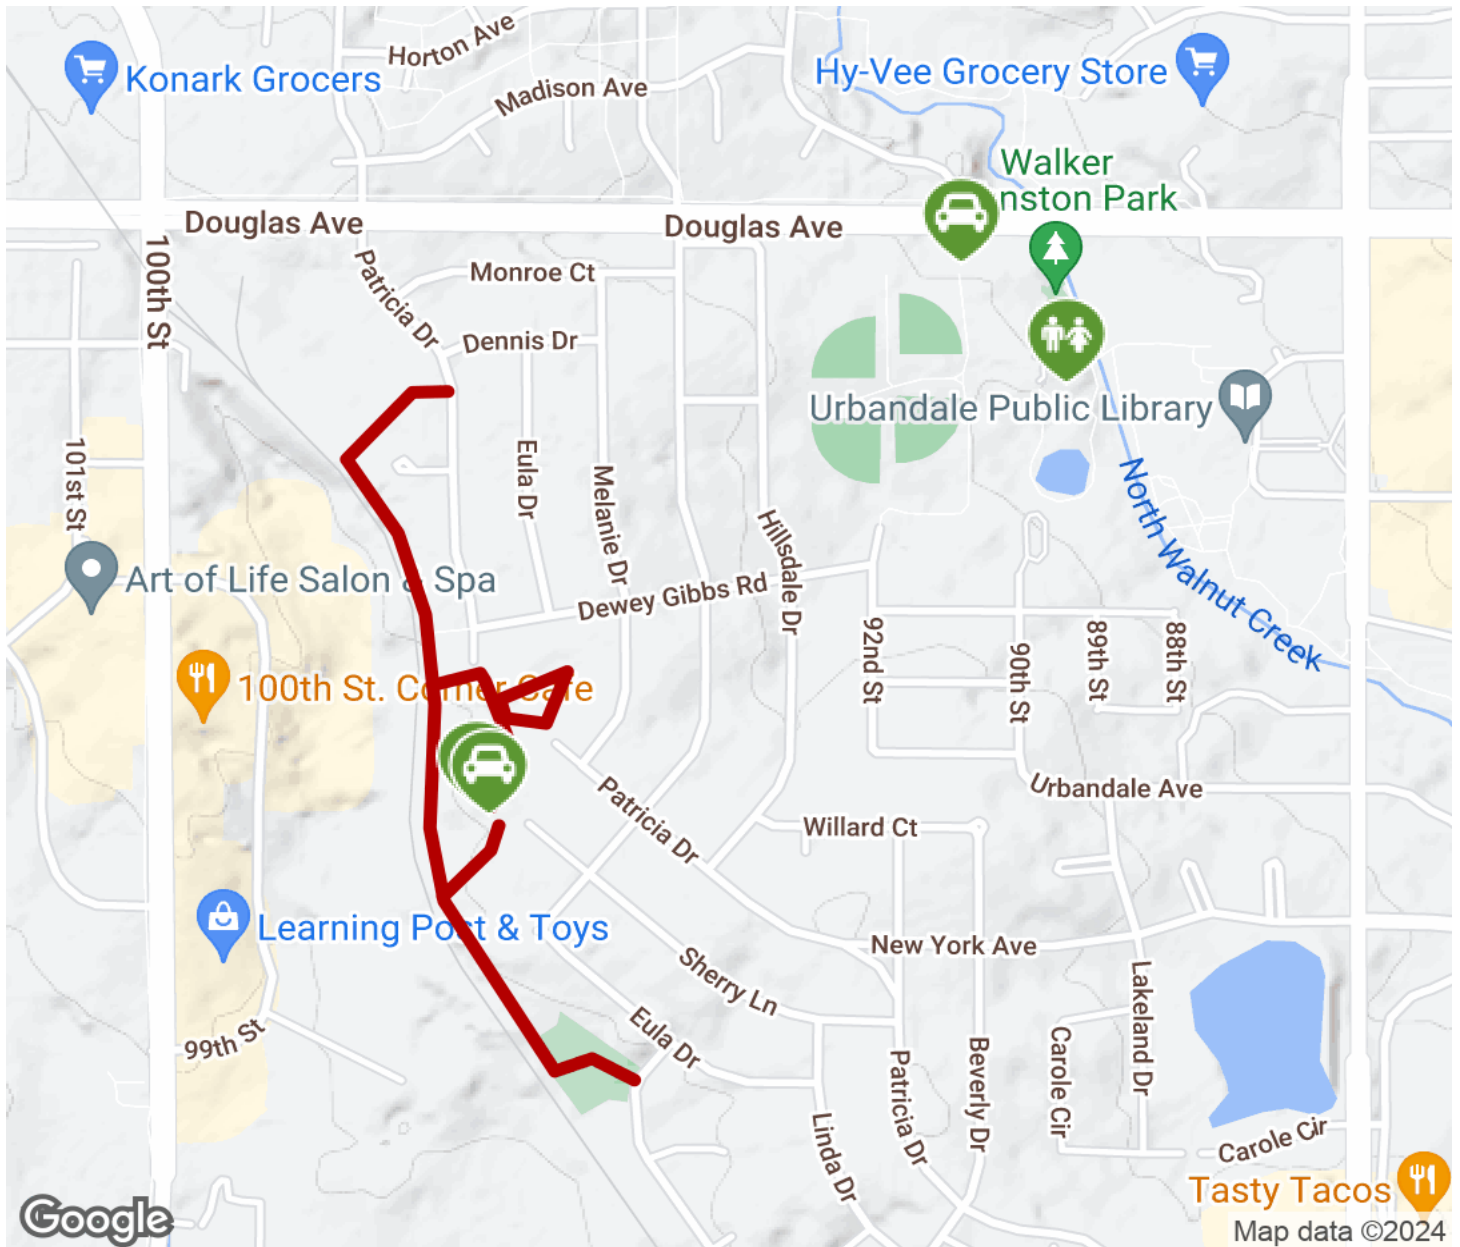 Horton Ave
Konark Grocers
Madison Ave
Hy-Vee Grocery Store
Walker
nston Park
Douglas Ave
Douglas Ave
100th St
Patricia Dr
Monroe Ct
Dennis Dr
Urbandale Public Library
101st St
Eula Dr
Melanie Dr
Hillsdale Dr
North Walnut Creek
Art of Life Salon & Spa
Dewey Gibbs Rd
92nd St
90th St
89th St
88th St
100th St. Corner Cafe
Patricia Dr
Urbandale Ave
Willard Ct
Learning Post & Toys
New York Ave
Sherry Ln
Lakeland Dr
99th St
Eula Dr
Patricia Dr
Beverly Dr
Carole Cir
Linda Dr
Carole Cir
Tasty Tacos
Google
Map data ©2024